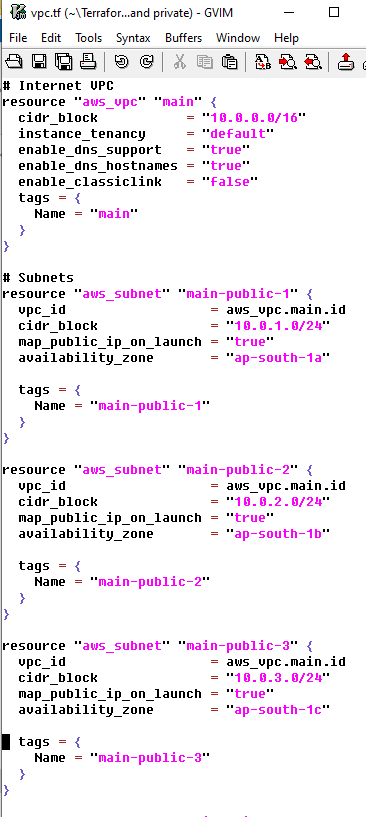 vpc.tf (~\Terrafor...and private) - GVIM
File Edit Tools Syntax Buffers Window Help
# Internet VPC
resource "aws_vpc" "main" {
  cidr_block           = "10.0.0.0/16"
  instance_tenancy     = "default"
  enable_dns_support   = "true"
  enable_dns_hostnames = "true"
  enable_classiclink   = "false"
  tags = {
    Name = "main"
  }
}

# Subnets
resource "aws_subnet" "main-public-1" {
  vpc_id                  = aws_vpc.main.id
  cidr_block              = "10.0.1.0/24"
  map_public_ip_on_launch = "true"
  availability_zone       = "ap-south-1a"

  tags = {
    Name = "main-public-1"
  }
}

resource "aws_subnet" "main-public-2" {
  vpc_id                  = aws_vpc.main.id
  cidr_block              = "10.0.2.0/24"
  map_public_ip_on_launch = "true"
  availability_zone       = "ap-south-1b"

  tags = {
    Name = "main-public-2"
  }
}

resource "aws_subnet" "main-public-3" {
  vpc_id                  = aws_vpc.main.id
  cidr_block              = "10.0.3.0/24"
  map_public_ip_on_launch = "true"
  availability_zone       = "ap-south-1c"

  tags = {
    Name = "main-public-3"
  }
}